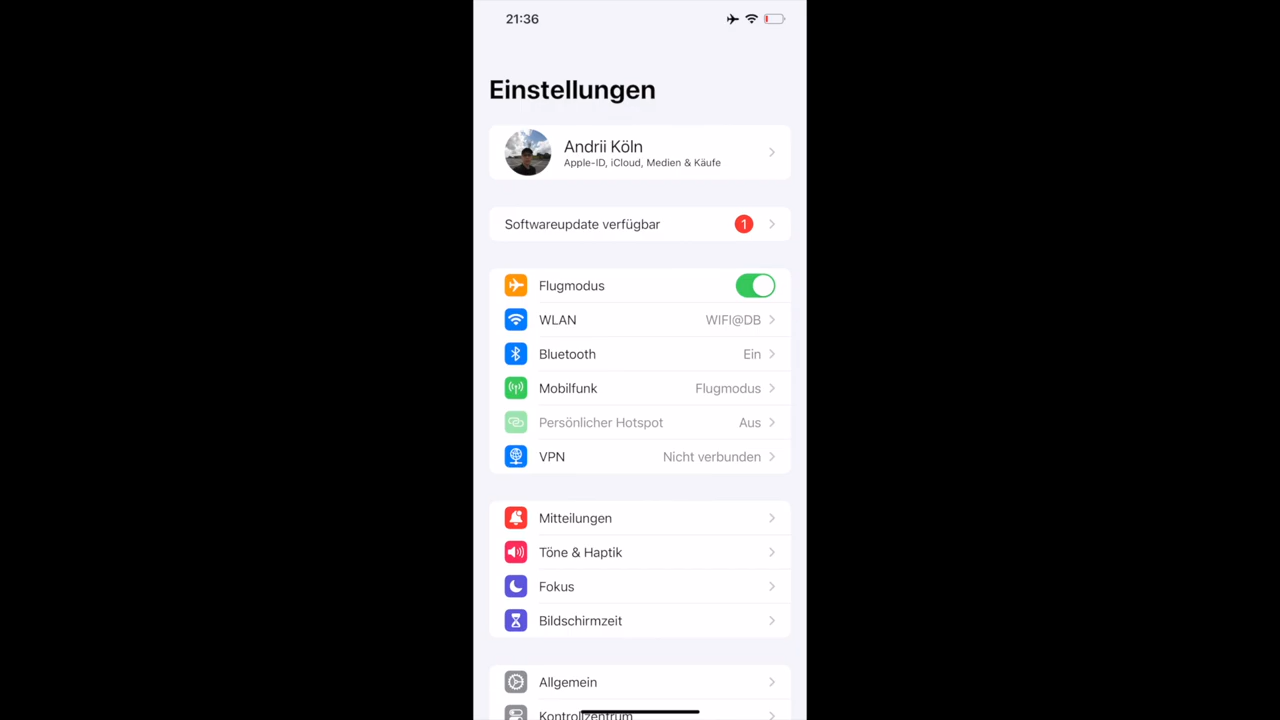 21:36
Einstellungen
Andrii Köln
Apple-ID, iCloud, Medien & Käufe
Softwareupdate verfügbar 1
Flugmodus
WLAN WIFI@DB
Bluetooth Ein
Mobilfunk Flugmodus
Persönlicher Hotspot Aus
VPN Nicht verbunden
Mitteilungen
Töne & Haptik
Fokus
Bildschirmzeit
Allgemein
Kontrollzentrum